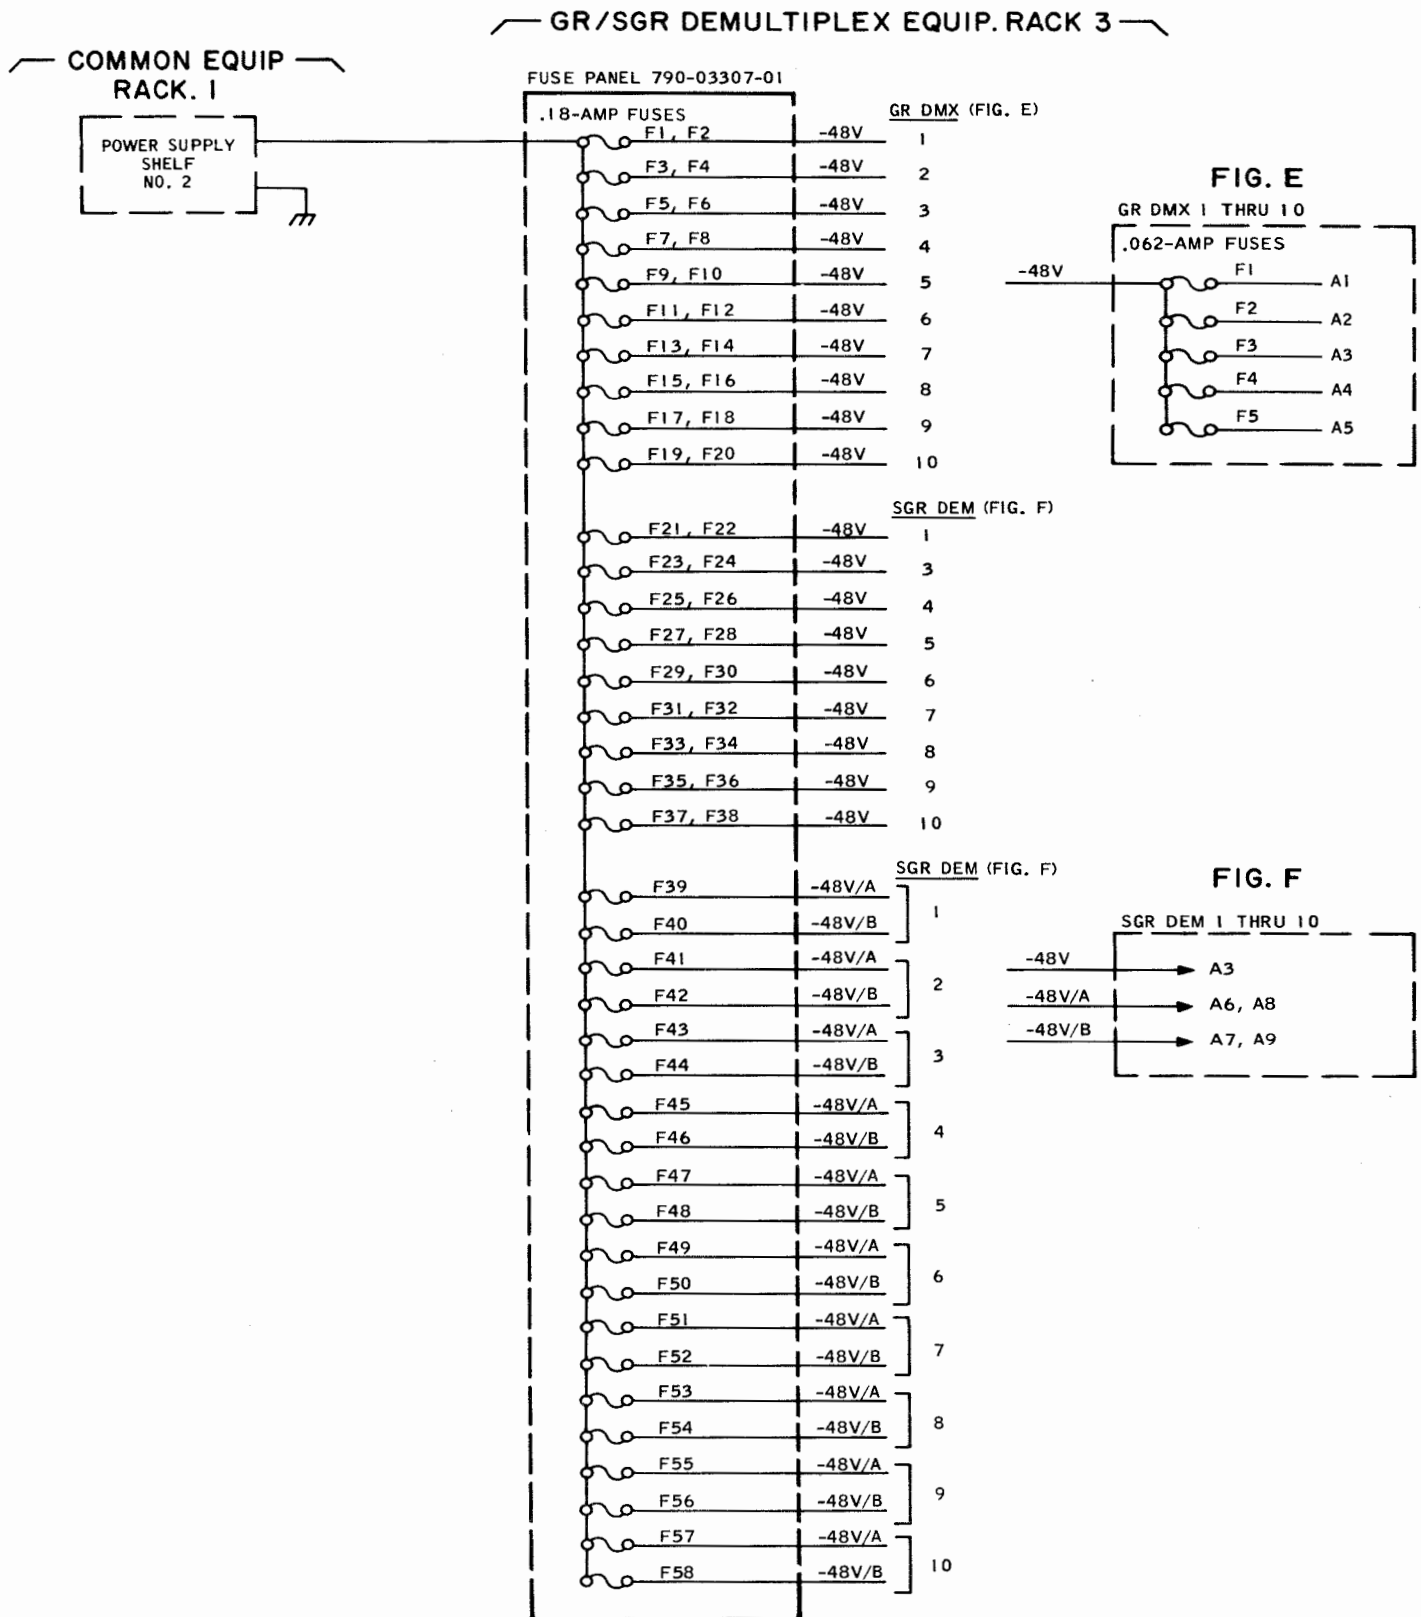 GR/SGR DEMULTIPLEX EQUIP. RACK 3
COMMON EQUIP
RACK. 1
POWER SUPPLY
SHELF
NO. 2
FUSE PANEL 790-03307-01
.18-AMP FUSES
GR DMX (FIG. E)
F1, F2 -48V 1
F3, F4 -48V 2
F5, F6 -48V 3
F7, F8 -48V 4
F9, F10 -48V 5
F11, F12 -48V 6
F13, F14 -48V 7
F15, F16 -48V 8
F17, F18 -48V 9
F19, F20 -48V 10
SGR DEM (FIG. F)
F21, F22 -48V 1
F23, F24 -48V 3
F25, F26 -48V 4
F27, F28 -48V 5
F29, F30 -48V 6
F31, F32 -48V 7
F33, F34 -48V 8
F35, F36 -48V 9
F37, F38 -48V 10
SGR DEM (FIG. F)
F39 -48V/A
1
F40 -48V/B
F41 -48V/A
2
F42 -48V/B
F43 -48V/A
3
F44 -48V/B
F45 -48V/A
4
F46 -48V/B
F47 -48V/A
5
F48 -48V/B
F49 -48V/A
6
F50 -48V/B
F51 -48V/A
7
F52 -48V/B
F53 -48V/A
8
F54 -48V/B
F55 -48V/A
9
F56 -48V/B
F57 -48V/A
10
F58 -48V/B
FIG. E
GR DMX 1 THRU 10
.062-AMP FUSES
-48V F1 A1
F2 A2
F3 A3
F4 A4
F5 A5
FIG. F
SGR DEM 1 THRU 10
-48V A3
-48V/A A6, A8
-48V/B A7, A9